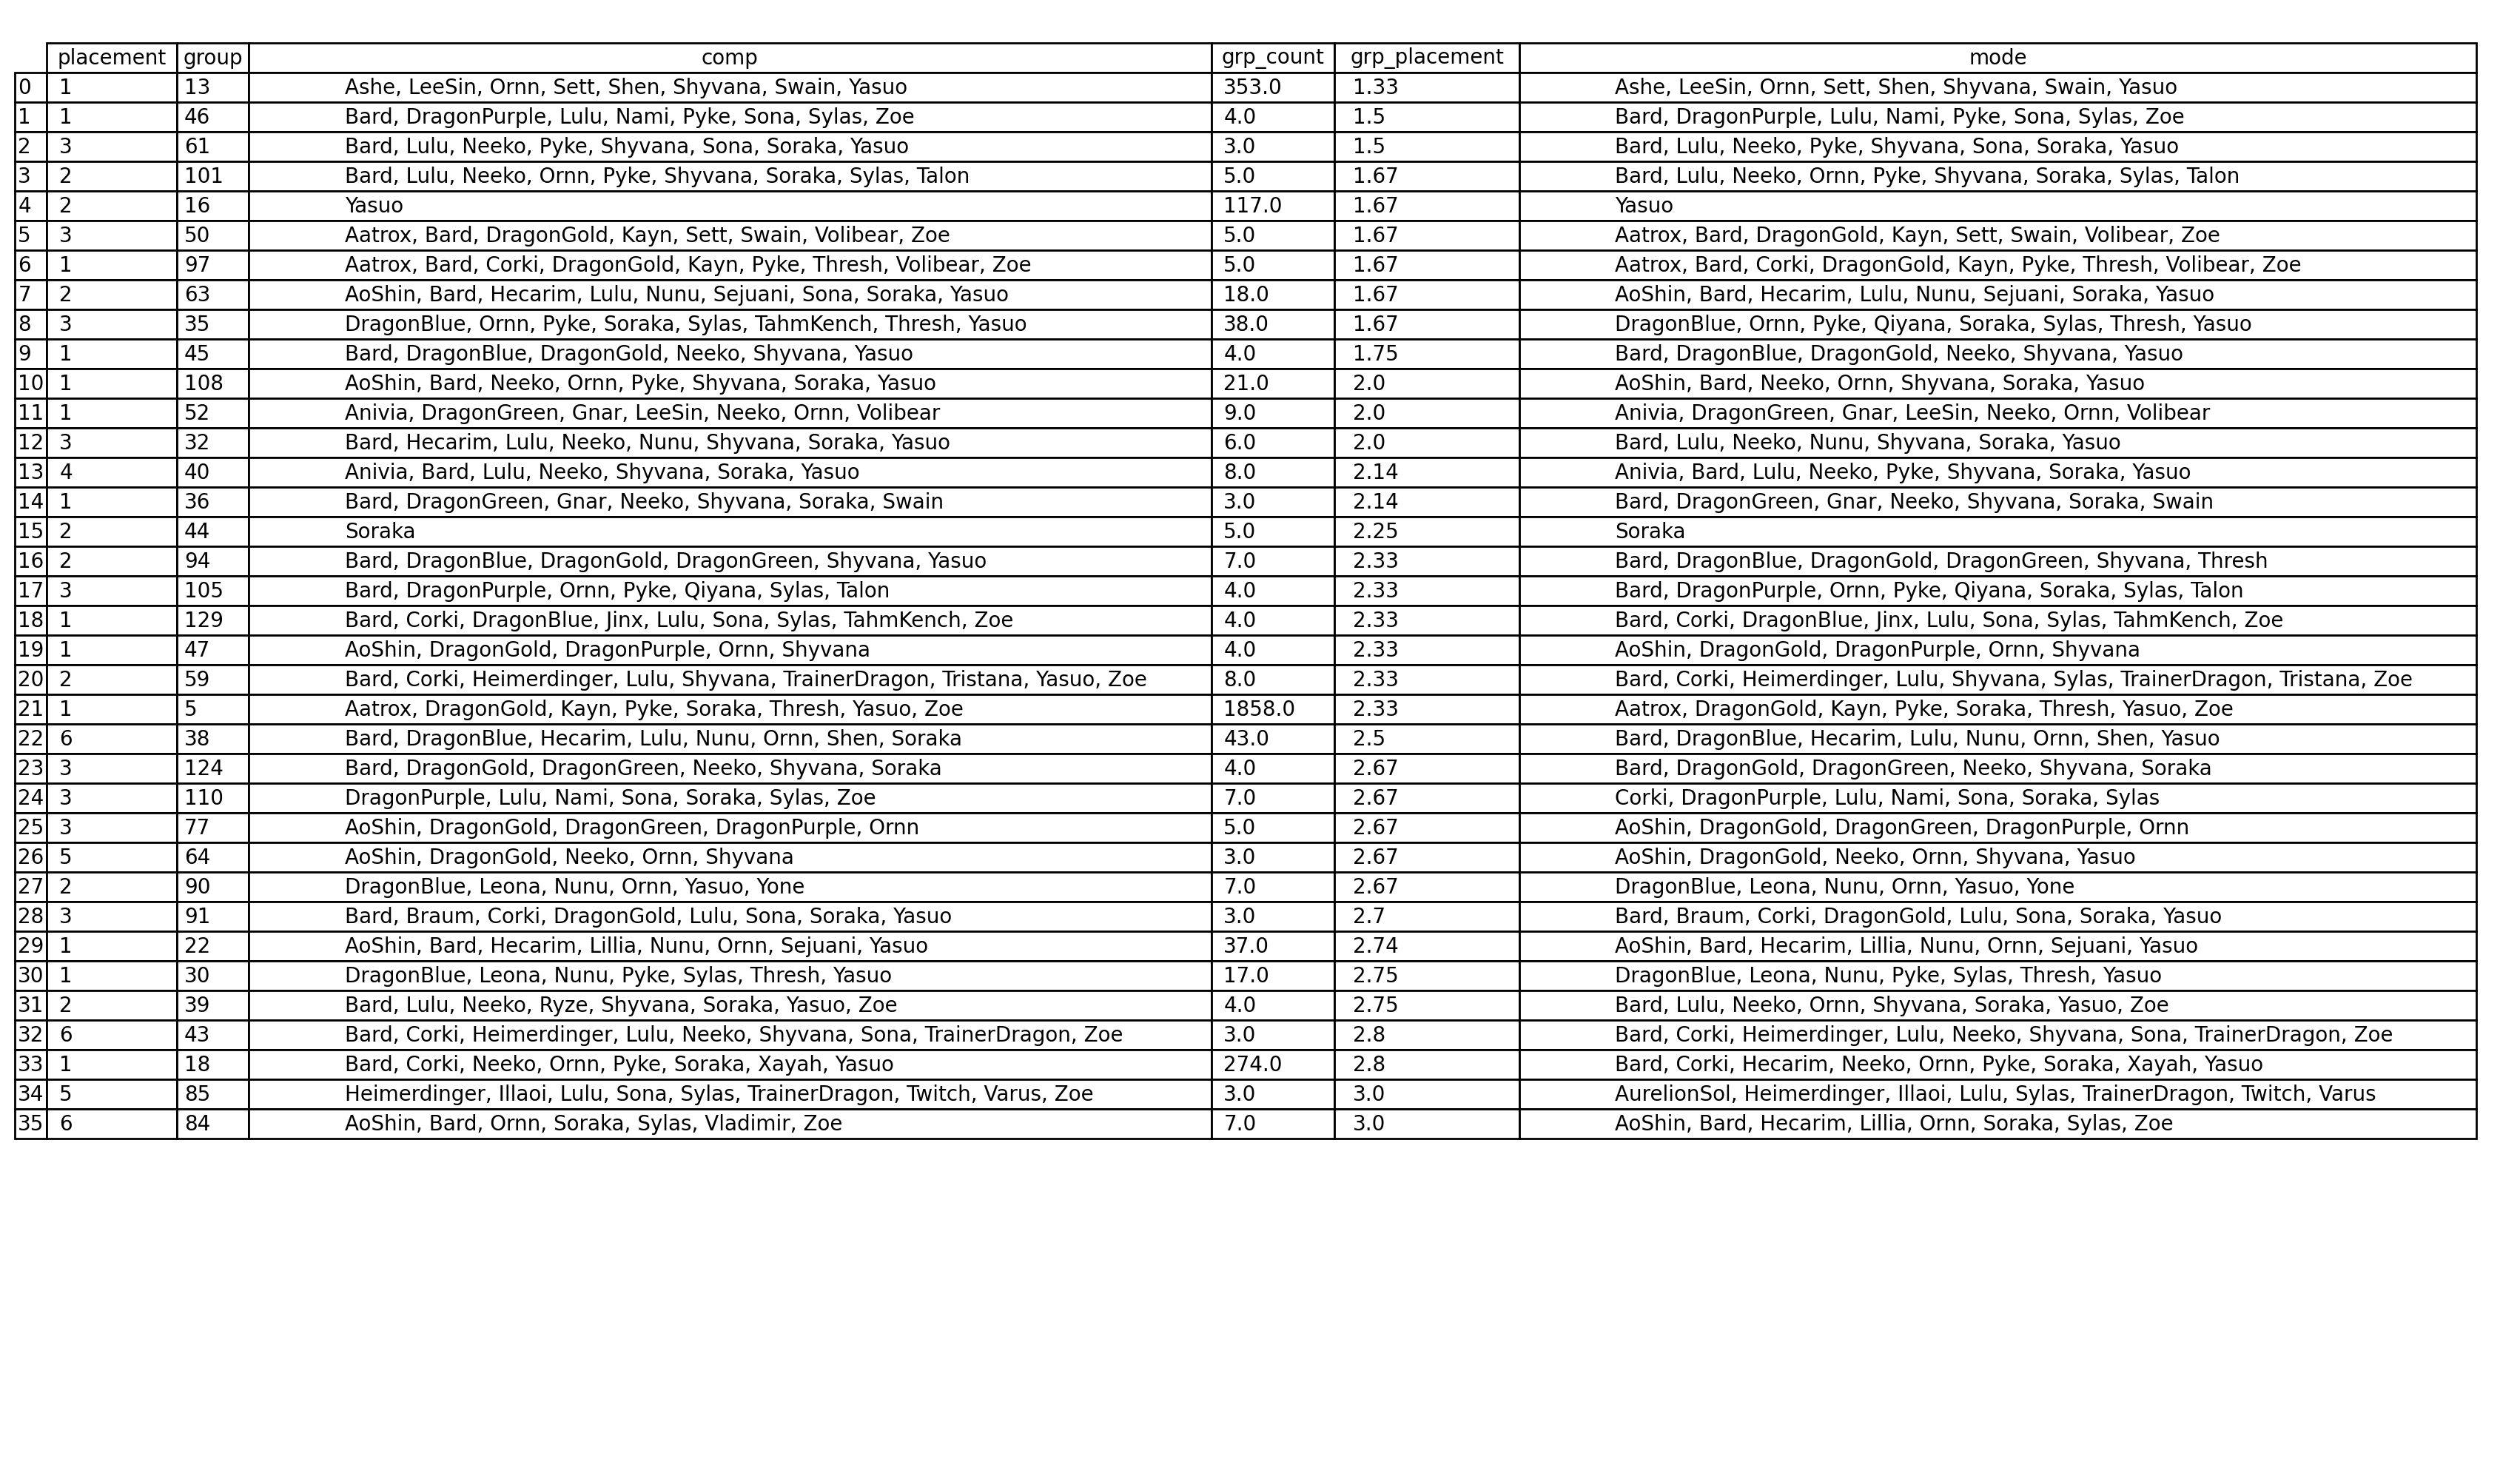 placement group comp grp_count grp_placement mode
0 1 13 Ashe, LeeSin, Ornn, Sett, Shen, Shyvana, Swain, Yasuo 353.0 1.33 Ashe, LeeSin, Ornn, Sett, Shen, Shyvana, Swain, Yasuo
1 1 46 Bard, DragonPurple, Lulu, Nami, Pyke, Sona, Sylas, Zoe 4.0 1.5 Bard, DragonPurple, Lulu, Nami, Pyke, Sona, Sylas, Zoe
2 3 61 Bard, Lulu, Neeko, Pyke, Shyvana, Sona, Soraka, Yasuo 3.0 1.5 Bard, Lulu, Neeko, Pyke, Shyvana, Sona, Soraka, Yasuo
3 2 101 Bard, Lulu, Neeko, Ornn, Pyke, Shyvana, Soraka, Sylas, Talon 5.0 1.67 Bard, Lulu, Neeko, Ornn, Pyke, Shyvana, Soraka, Sylas, Talon
4 2 16 Yasuo 117.0 1.67 Yasuo
5 3 50 Aatrox, Bard, DragonGold, Kayn, Sett, Swain, Volibear, Zoe 5.0 1.67 Aatrox, Bard, DragonGold, Kayn, Sett, Swain, Volibear, Zoe
6 1 97 Aatrox, Bard, Corki, DragonGold, Kayn, Pyke, Thresh, Volibear, Zoe 5.0 1.67 Aatrox, Bard, Corki, DragonGold, Kayn, Pyke, Thresh, Volibear, Zoe
7 2 63 AoShin, Bard, Hecarim, Lulu, Nunu, Sejuani, Sona, Soraka, Yasuo 18.0 1.67 AoShin, Bard, Hecarim, Lulu, Nunu, Sejuani, Soraka, Yasuo
8 3 35 DragonBlue, Ornn, Pyke, Soraka, Sylas, TahmKench, Thresh, Yasuo 38.0 1.67 DragonBlue, Ornn, Pyke, Qiyana, Soraka, Sylas, Thresh, Yasuo
9 1 45 Bard, DragonBlue, DragonGold, Neeko, Shyvana, Yasuo 4.0 1.75 Bard, DragonBlue, DragonGold, Neeko, Shyvana, Yasuo
10 1 108 AoShin, Bard, Neeko, Ornn, Pyke, Shyvana, Soraka, Yasuo 21.0 2.0 AoShin, Bard, Neeko, Ornn, Shyvana, Soraka, Yasuo
11 1 52 Anivia, DragonGreen, Gnar, LeeSin, Neeko, Ornn, Volibear 9.0 2.0 Anivia, DragonGreen, Gnar, LeeSin, Neeko, Ornn, Volibear
12 3 32 Bard, Hecarim, Lulu, Neeko, Nunu, Shyvana, Soraka, Yasuo 6.0 2.0 Bard, Lulu, Neeko, Nunu, Shyvana, Soraka, Yasuo
13 4 40 Anivia, Bard, Lulu, Neeko, Shyvana, Soraka, Yasuo 8.0 2.14 Anivia, Bard, Lulu, Neeko, Pyke, Shyvana, Soraka, Yasuo
14 1 36 Bard, DragonGreen, Gnar, Neeko, Shyvana, Soraka, Swain 3.0 2.14 Bard, DragonGreen, Gnar, Neeko, Shyvana, Soraka, Swain
15 2 44 Soraka 5.0 2.25 Soraka
16 2 94 Bard, DragonBlue, DragonGold, DragonGreen, Shyvana, Yasuo 7.0 2.33 Bard, DragonBlue, DragonGold, DragonGreen, Shyvana, Thresh
17 3 105 Bard, DragonPurple, Ornn, Pyke, Qiyana, Sylas, Talon 4.0 2.33 Bard, DragonPurple, Ornn, Pyke, Qiyana, Soraka, Sylas, Talon
18 1 129 Bard, Corki, DragonBlue, Jinx, Lulu, Sona, Sylas, TahmKench, Zoe 4.0 2.33 Bard, Corki, DragonBlue, Jinx, Lulu, Sona, Sylas, TahmKench, Zoe
19 1 47 AoShin, DragonGold, DragonPurple, Ornn, Shyvana 4.0 2.33 AoShin, DragonGold, DragonPurple, Ornn, Shyvana
20 2 59 Bard, Corki, Heimerdinger, Lulu, Shyvana, TrainerDragon, Tristana, Yasuo, Zoe 8.0 2.33 Bard, Corki, Heimerdinger, Lulu, Shyvana, Sylas, TrainerDragon, Tristana, Zoe
21 1 5 Aatrox, DragonGold, Kayn, Pyke, Soraka, Thresh, Yasuo, Zoe 1858.0 2.33 Aatrox, DragonGold, Kayn, Pyke, Soraka, Thresh, Yasuo, Zoe
22 6 38 Bard, DragonBlue, Hecarim, Lulu, Nunu, Ornn, Shen, Soraka 43.0 2.5 Bard, DragonBlue, Hecarim, Lulu, Nunu, Ornn, Shen, Yasuo
23 3 124 Bard, DragonGold, DragonGreen, Neeko, Shyvana, Soraka 4.0 2.67 Bard, DragonGold, DragonGreen, Neeko, Shyvana, Soraka
24 3 110 DragonPurple, Lulu, Nami, Sona, Soraka, Sylas, Zoe 7.0 2.67 Corki, DragonPurple, Lulu, Nami, Sona, Soraka, Sylas
25 3 77 AoShin, DragonGold, DragonGreen, DragonPurple, Ornn 5.0 2.67 AoShin, DragonGold, DragonGreen, DragonPurple, Ornn
26 5 64 AoShin, DragonGold, Neeko, Ornn, Shyvana 3.0 2.67 AoShin, DragonGold, Neeko, Ornn, Shyvana, Yasuo
27 2 90 DragonBlue, Leona, Nunu, Ornn, Yasuo, Yone 7.0 2.67 DragonBlue, Leona, Nunu, Ornn, Yasuo, Yone
28 3 91 Bard, Braum, Corki, DragonGold, Lulu, Sona, Soraka, Yasuo 3.0 2.7 Bard, Braum, Corki, DragonGold, Lulu, Sona, Soraka, Yasuo
29 1 22 AoShin, Bard, Hecarim, Lillia, Nunu, Ornn, Sejuani, Yasuo 37.0 2.74 AoShin, Bard, Hecarim, Lillia, Nunu, Ornn, Sejuani, Yasuo
30 1 30 DragonBlue, Leona, Nunu, Pyke, Sylas, Thresh, Yasuo 17.0 2.75 DragonBlue, Leona, Nunu, Pyke, Sylas, Thresh, Yasuo
31 2 39 Bard, Lulu, Neeko, Ryze, Shyvana, Soraka, Yasuo, Zoe 4.0 2.75 Bard, Lulu, Neeko, Ornn, Shyvana, Soraka, Yasuo, Zoe
32 6 43 Bard, Corki, Heimerdinger, Lulu, Neeko, Shyvana, Sona, TrainerDragon, Zoe 3.0 2.8 Bard, Corki, Heimerdinger, Lulu, Neeko, Shyvana, Sona, TrainerDragon, Zoe
33 1 18 Bard, Corki, Neeko, Ornn, Pyke, Soraka, Xayah, Yasuo 274.0 2.8 Bard, Corki, Hecarim, Neeko, Ornn, Pyke, Soraka, Xayah, Yasuo
34 5 85 Heimerdinger, Illaoi, Lulu, Sona, Sylas, TrainerDragon, Twitch, Varus, Zoe 3.0 3.0 AurelionSol, Heimerdinger, Illaoi, Lulu, Sylas, TrainerDragon, Twitch, Varus
35 6 84 AoShin, Bard, Ornn, Soraka, Sylas, Vladimir, Zoe 7.0 3.0 AoShin, Bard, Hecarim, Lillia, Ornn, Soraka, Sylas, Zoe